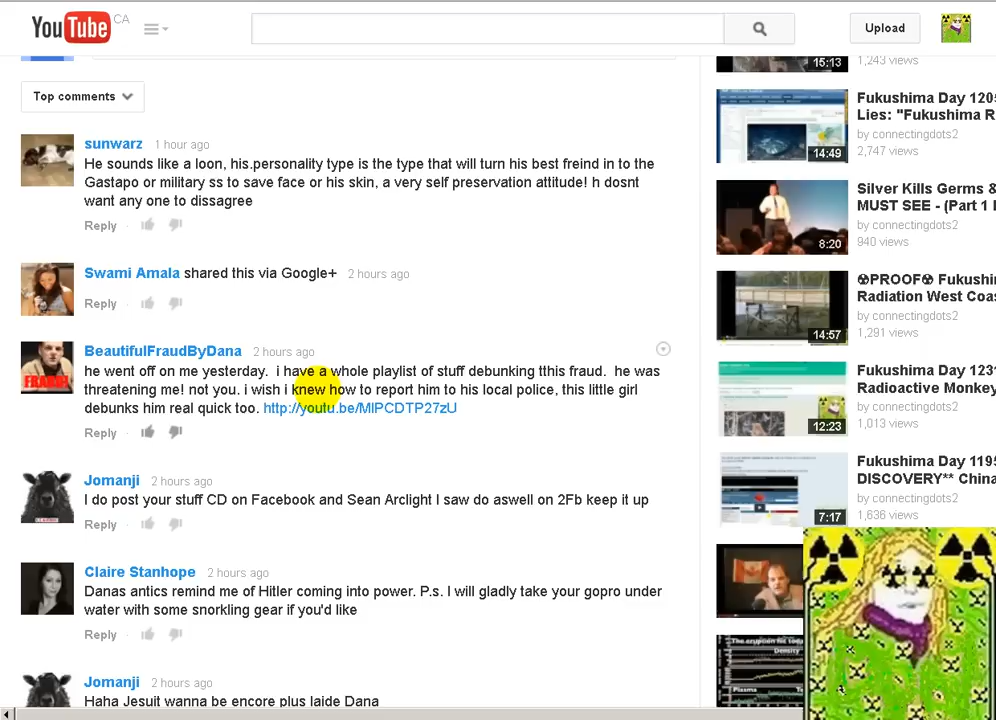 YouTube CA
Upload
Top comments
sunwarz 1 hour ago
He sounds like a loon, his.personality type is the type that will turn his best freind in to the
Gastapo or military ss to save face or his skin, a very self preservation attitude! h dosnt
want any one to dissagree
Reply
Swami Amala shared this via Google+ 2 hours ago
Reply
BeautifulFraudByDana 2 hours ago
he went off on me yesterday. i have a whole playlist of stuff debunking tthis fraud. he was
threatening me! not you. i wish i knew how to report him to his local police, this little girl
debunks him real quick too. http://youtu.be/MIPCDTP27zU
Reply
Jomanji 2 hours ago
I do post your stuff CD on Facebook and Sean Arclight I saw do aswell on 2Fb keep it up
Reply
Claire Stanhope 2 hours ago
Danas antics remind me of Hitler coming into power. P.s. I will gladly take your gopro under
water with some snorkling gear if you'd like
Reply
Jomanji 2 hours ago
Haha Jesuit wanna be encore plus laide Dana
FRAUD!
15:13
1,243 views
Fukushima Day 1205
Lies: "Fukushima R
by connectingdots2
2,747 views
14:49
Silver Kills Germs &
MUST SEE - (Part 1
by connectingdots2
940 views
8:20
☢PROOF☢ Fukushim
Radiation West Coas
by connectingdots2
1,291 views
14:57
Fukushima Day 1231
Radioactive Monkey
by connectingdots2
1,013 views
12:23
Fukushima Day 1195
DISCOVERY** China
by connectingdots2
1,636 views
7:17
Density
Plasma